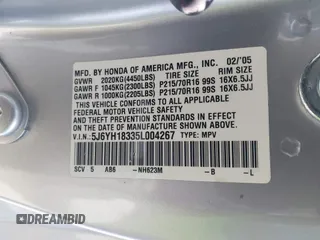 MFD. BY HONDA OF AMERICA MFG., INC. 02/'05
GVWR 2020KG(4450LBS) TIRE SIZE RIM SIZE
GAWR F 1045KG(2300LBS) P215/70R16 99S 16X6.5JJ
GAWR R 1000KG(2205LBS) P215/70R16 99S 16X6.5JJ
THIS VEHICLE CONFORMS TO ALL APPLICABLE
FEDERAL MOTOR VEHICLE SAFETY
AND THEFT PREVENTION STANDARDS IN EFFECT
ON THE DATE OF MANUFACTURE SHOWN ABOVE.
V.I.N. 5J6YH18335L004267 TYPE: MPV
SCV 5 AB6 -NH623M -B -L
DREAMBID